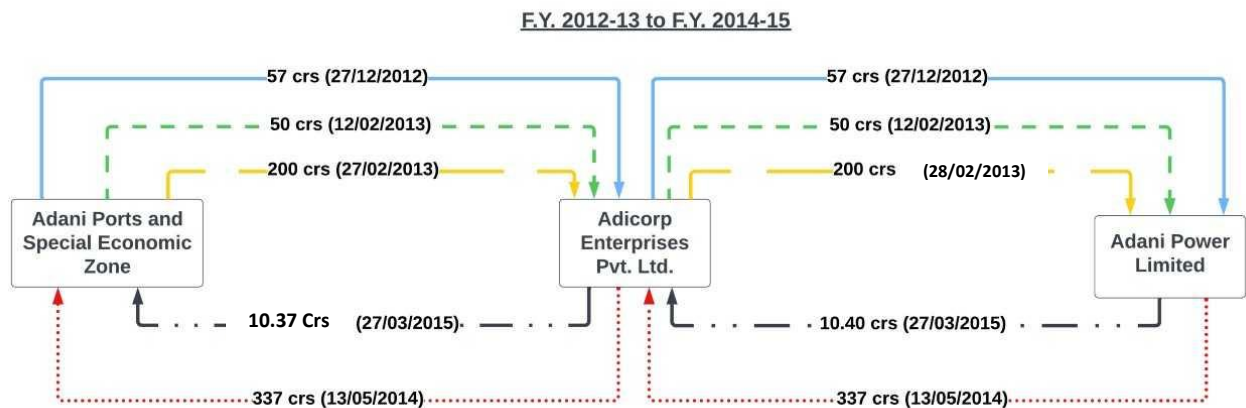 F.Y. 2012-13 to F.Y. 2014-15
57 crs (27/12/2012)
57 crs (27/12/2012)
50 crs (12/02/2013)
50 crs (12/02/2013)
200 crs (27/02/2013)
200 crs (28/02/2013)
Adani Ports and
Special Economic
Zone
Adicorp
Enterprises
Pvt. Ltd.
Adani Power
Limited
10.37 Crs (27/03/2015)
10.40 crs (27/03/2015)
337 crs (13/05/2014)
337 crs (13/05/2014)